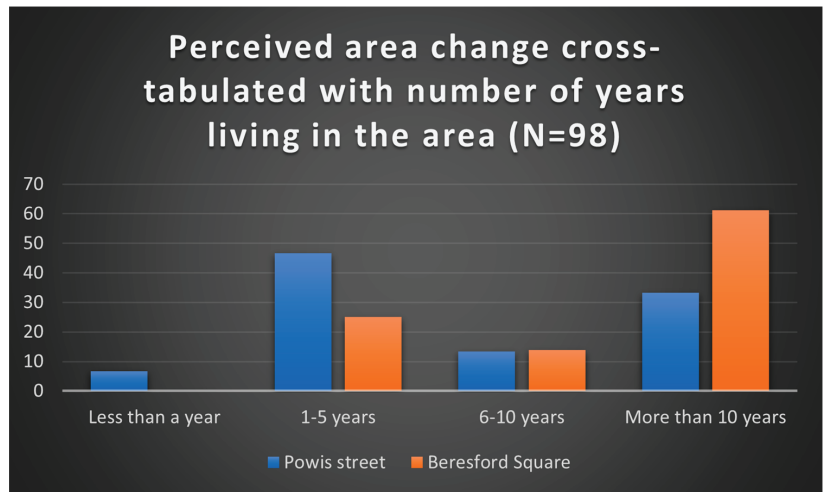 Perceived area change cross-
tabulated with number of years
living in the area (N=98)
70
60
50
40
30
20
10
0
Less than a year
1-5 years
6-10 years
More than 10 years
Powis street
Beresford Square